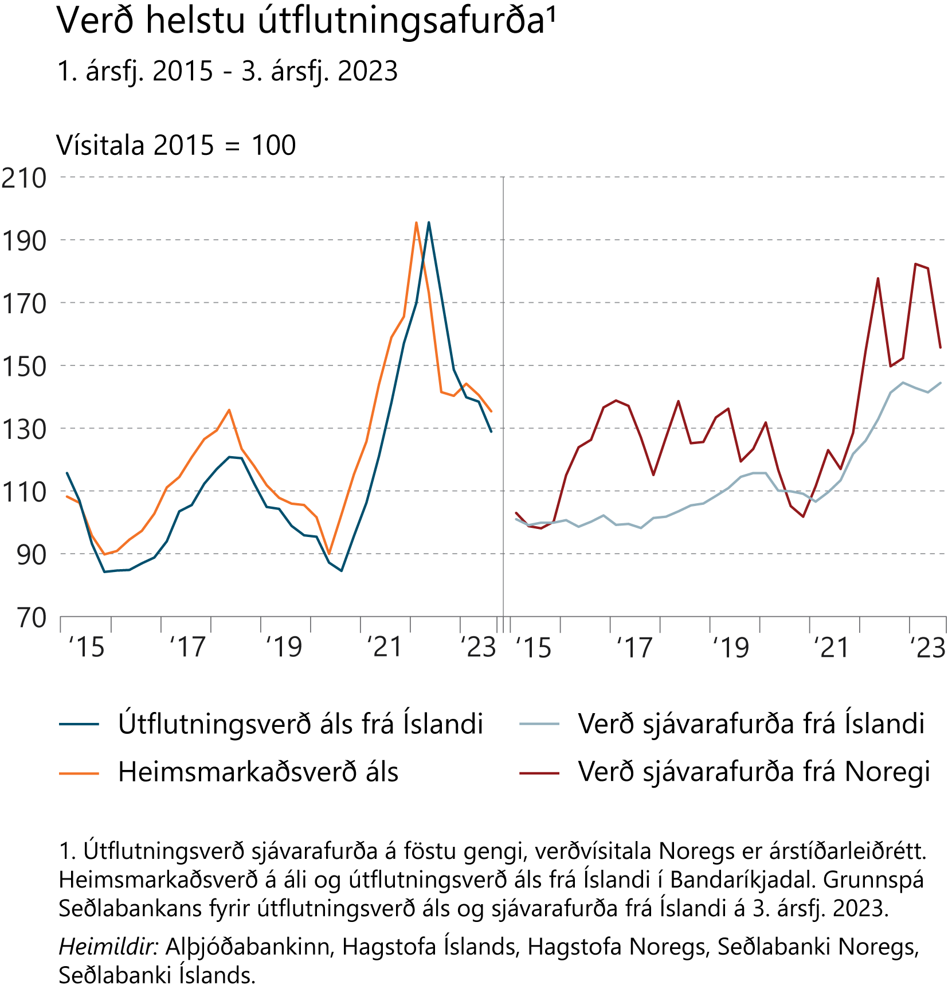 Verð helstu útflutningsafurða¹
1. ársfj. 2015 - 3. ársfj. 2023
Vísitala 2015 = 100
210
190
170
150
130
110
90
70
‘15 ‘17 ‘19 ‘21 ‘23 ‘15 ‘17 ‘19 ‘21 ‘23
Útflutningsverð áls frá Íslandi
Heimsmarkaðsverð áls
Verð sjávarafurða frá Íslandi
Verð sjávarafurða frá Noregi
1. Útflutningsverð sjávarafurða á föstu gengi, verðvísitala Noregs er árstíðarleiðrétt.
Heimsmarkaðsverð á áli og útflutningsverð áls frá Íslandi í Bandaríkjadal. Grunnspá
Seðlabankans fyrir útflutningsverð áls og sjávarafurða frá Íslandi á 3. ársfj. 2023.
Heimildir: Alþjóðabankinn, Hagstofa Íslands, Hagstofa Noregs, Seðlabanki Noregs,
Seðlabanki Íslands.